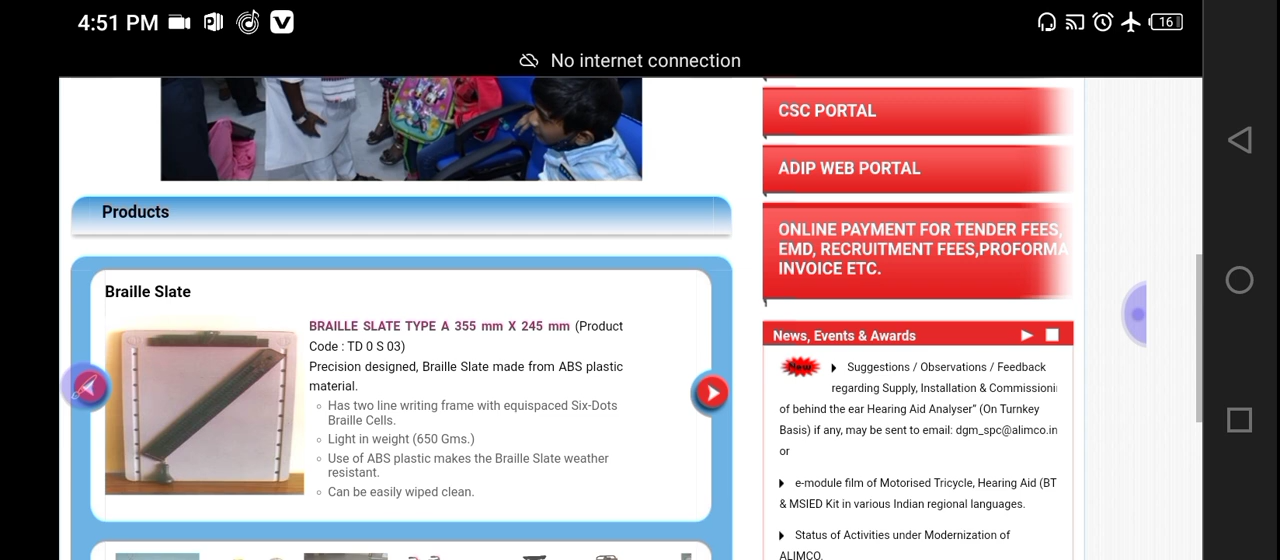 4:51 PM
16
No internet connection
CSC PORTAL
ADIP WEB PORTAL
ONLINE PAYMENT FOR TENDER FEES,
EMD, RECRUITMENT FEES,PROFORMA
INVOICE ETC.
Products
Braille Slate
BRAILLE SLATE TYPE A 355 mm X 245 mm (Product
Code : TD 0 S 03)
Precision designed, Braille Slate made from ABS plastic
material.
Has two line writing frame with equispaced Six-Dots
Braille Cells.
Light in weight (650 Gms.)
Use of ABS plastic makes the Braille Slate weather
resistant.
Can be easily wiped clean.
News, Events & Awards
New
Suggestions / Observations / Feedback
regarding Supply, Installation & Commissioni
of behind the ear Hearing Aid Analyser" (On Turnkey
Basis) if any, may be sent to email: dgm_spc@alimco.in
or
e-module film of Motorised Tricycle, Hearing Aid (BT
& MSIED Kit in various Indian regional languages.
Status of Activities under Modernization of
ALIMCO.